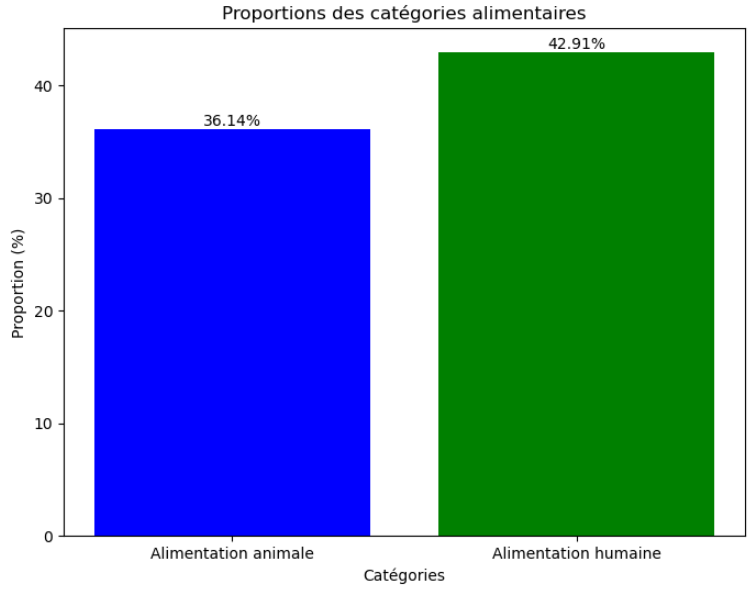 Proportions des catégories alimentaires
42.91%
36.14%
40
30
20
10
0
Proportion (%)
Alimentation animale
Alimentation humaine
Catégories